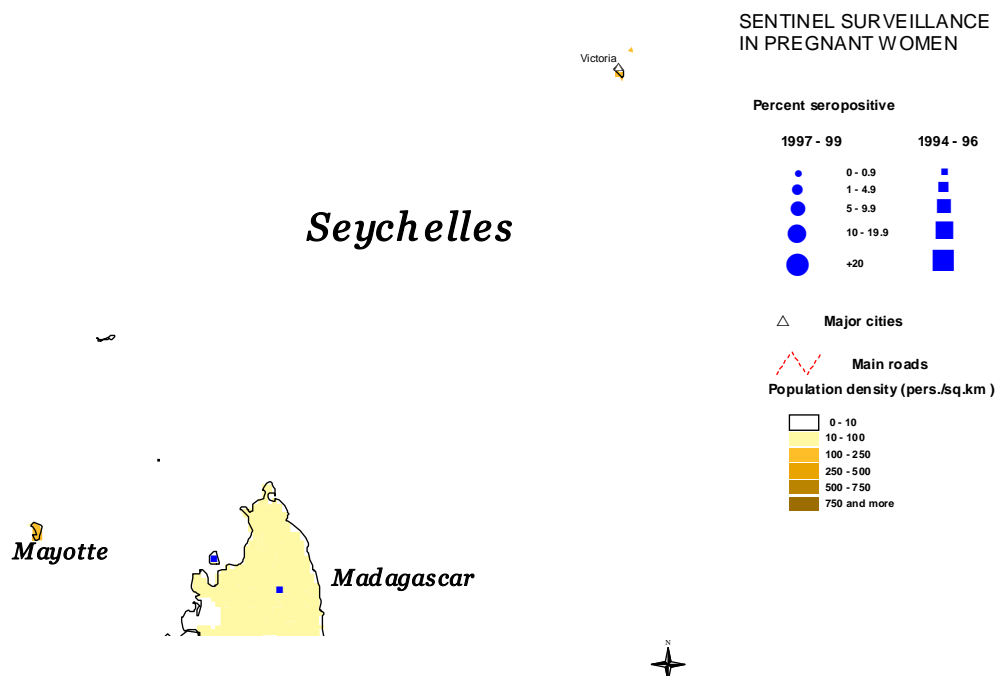 SENTINEL SURVEILLANCE
IN PREGNANT WOMEN
Victoria
Percent seropositive
1997 - 99 1994 - 96
0 - 0.9
1 - 4.9
5 - 9.9
10 - 19.9
+20
Seychelles
Major cities
Main roads
Population density (pers./sq.km )
0 - 10
10 - 100
100 - 250
250 - 500
500 - 750
750 and more
Mayotte
Madagascar
N